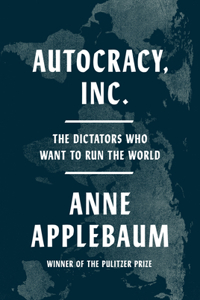 AUTOCRACY,
INC.
THE DICTATORS WHO
WANT TO RUN THE WORLD
ANNE
APPLEBAUM
WINNER OF THE PULITZER PRIZE